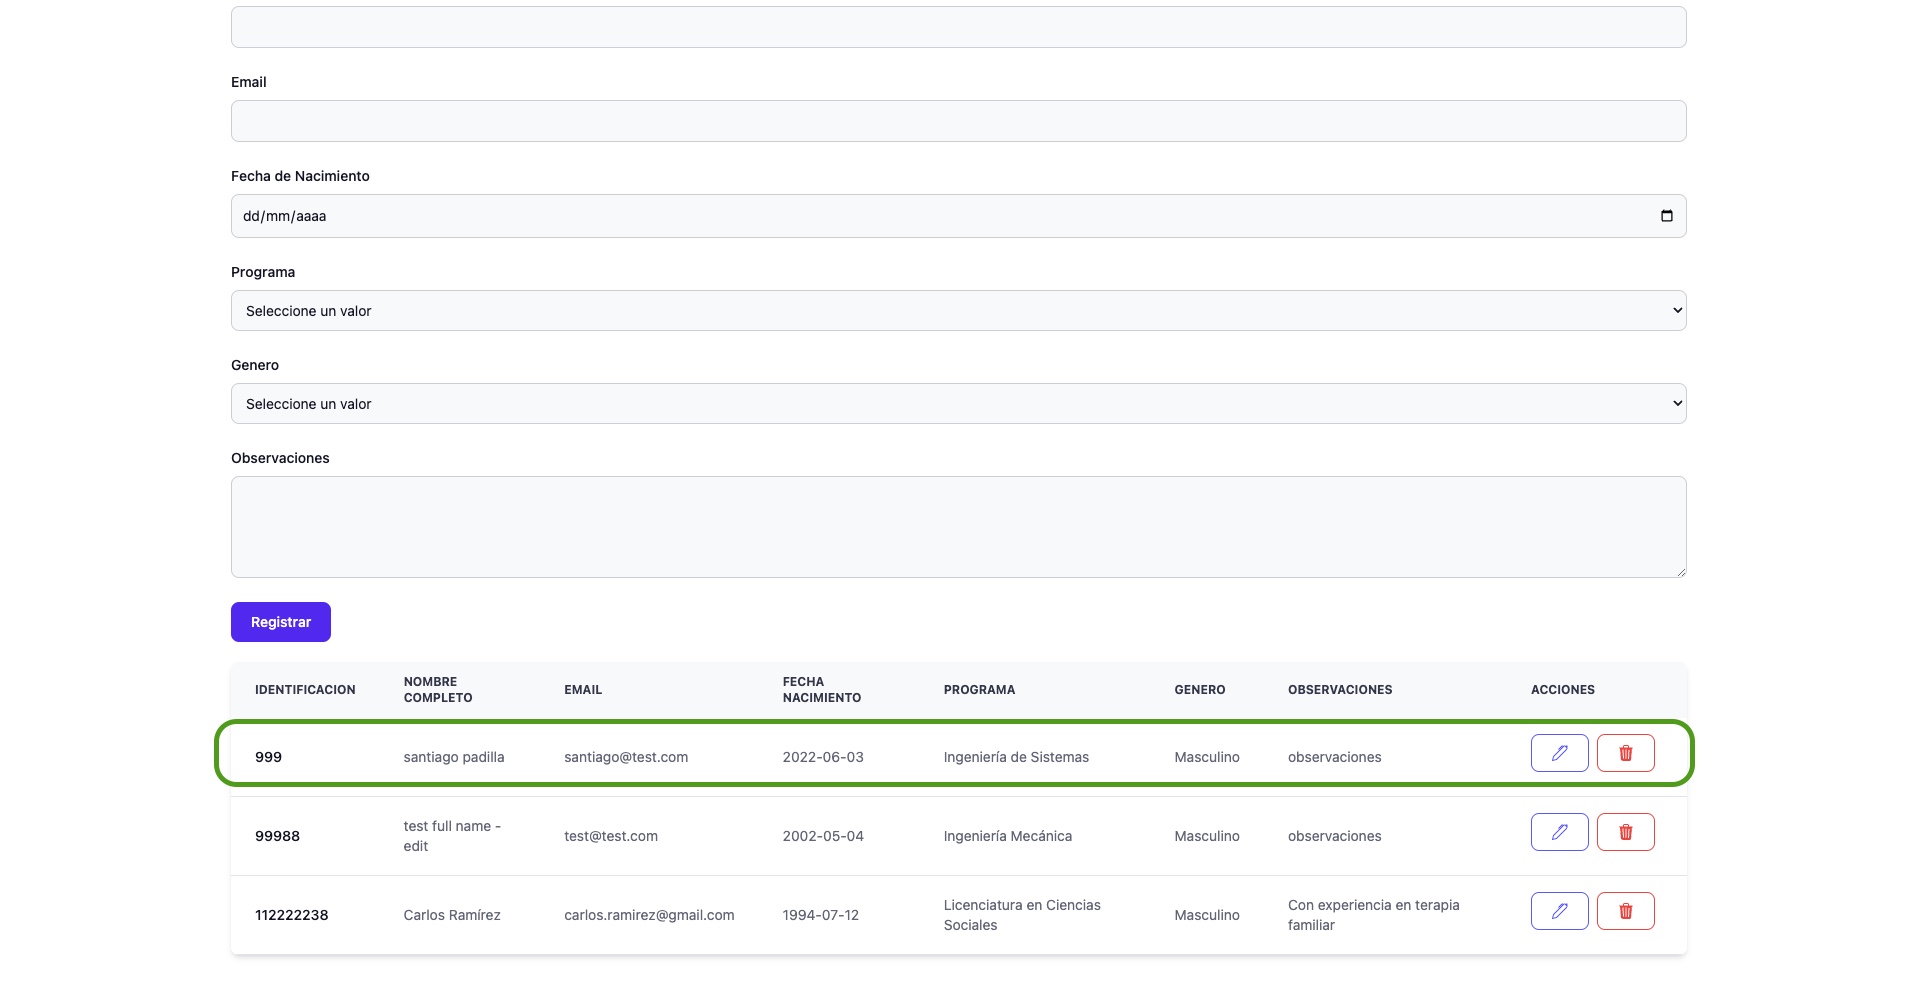 Email
Fecha de Nacimiento
dd/mm/aaaa
Programa
Seleccione un valor
Genero
Seleccione un valor
Observaciones
Registrar
IDENTIFICACION NOMBRE COMPLETO EMAIL FECHA NACIMIENTO PROGRAMA GENERO OBSERVACIONES ACCIONES
999 santiago padilla santiago@test.com 2022-06-03 Ingeniería de Sistemas Masculino observaciones
99988 test full name - edit test@test.com 2002-05-04 Ingeniería Mecánica Masculino observaciones
112222238 Carlos Ramírez carlos.ramirez@gmail.com 1994-07-12 Licenciatura en Ciencias Sociales Masculino Con experiencia en terapia familiar